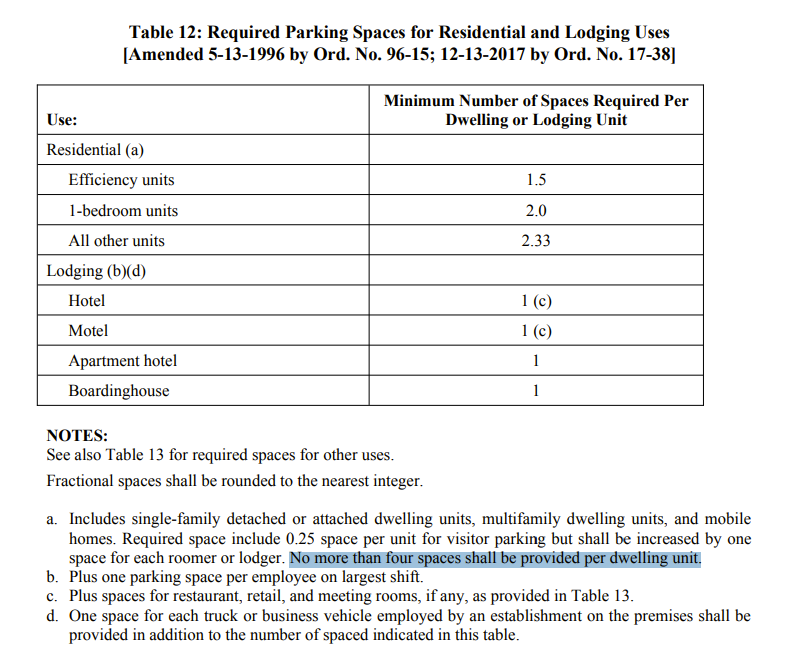 Table 12: Required Parking Spaces for Residential and Lodging Uses
[Amended 5-13-1996 by Ord. No. 96-15; 12-13-2017 by Ord. No. 17-38]
Use:
Minimum Number of Spaces Required Per
Dwelling or Lodging Unit
Residential (a)
Efficiency units 1.5
1-bedroom units 2.0
All other units 2.33
Lodging (b)(d)
Hotel 1 (c)
Motel 1 (c)
Apartment hotel 1
Boardinghouse 1
NOTES:
See also Table 13 for required spaces for other uses.
Fractional spaces shall be rounded to the nearest integer.
a. Includes single-family detached or attached dwelling units, multifamily dwelling units, and mobile
homes. Required space include 0.25 space per unit for visitor parking but shall be increased by one
space for each roomer or lodger. No more than four spaces shall be provided per dwelling unit.
b. Plus one parking space per employee on largest shift.
c. Plus spaces for restaurant, retail, and meeting rooms, if any, as provided in Table 13.
d. One space for each truck or business vehicle employed by an establishment on the premises shall be
provided in addition to the number of spaced indicated in this table.